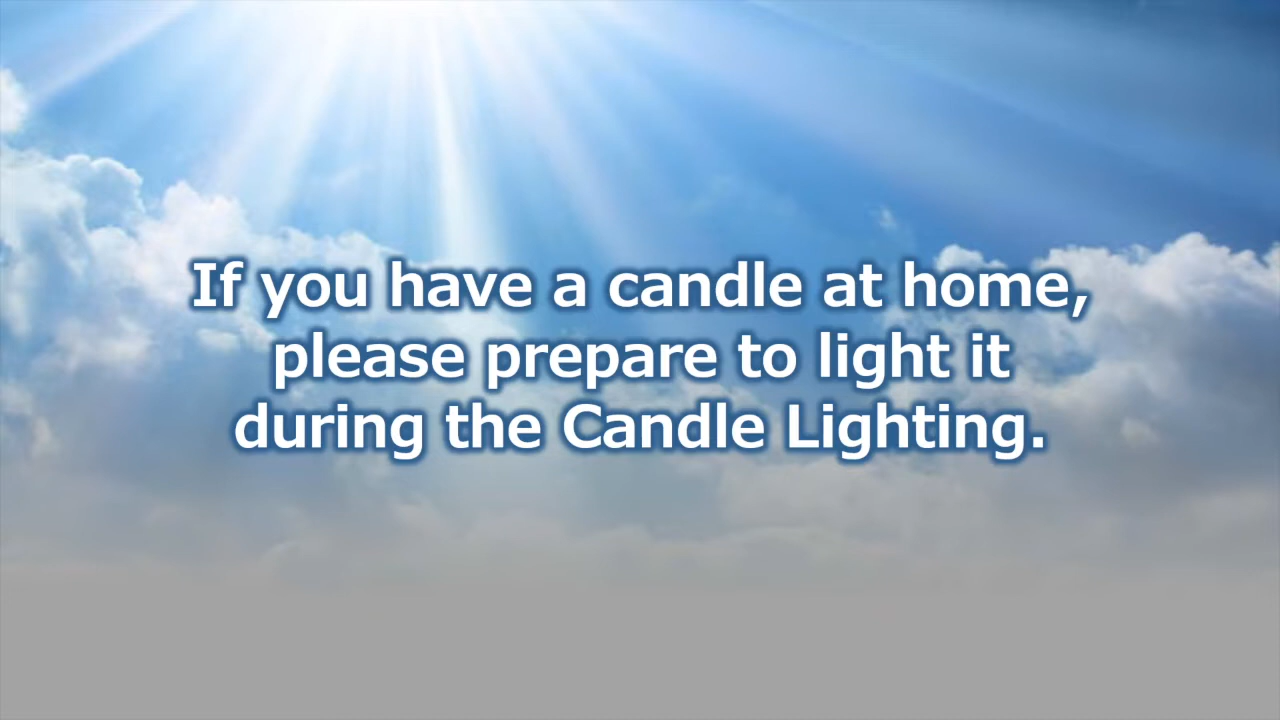 If you have a candle at home,
please prepare to light it
during the Candle Lighting.